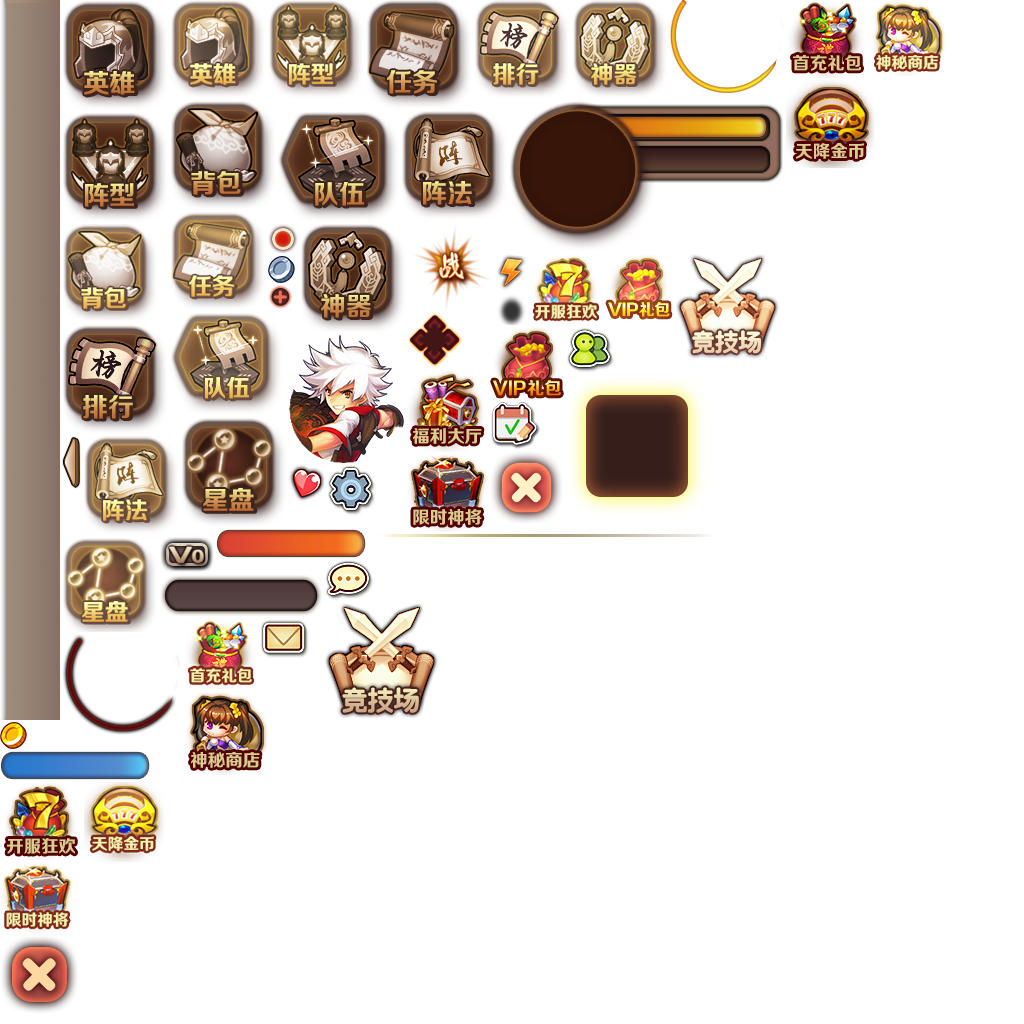 英雄
英雄
阵型
任务
榜
排行
神器
首充礼包
神秘商店
阵型
背包
队伍
阵
阵法
777
天降金币
背包
任务
神器
战
7
开服狂欢
VIP礼包
竞技场
榜
排行
队伍
VIP礼包
福利大厅
阵
阵法
星盘
限时神将
V0
星盘
首充礼包
竞技场
神秘商店
7
开服狂欢
777
天降金币
限时神将